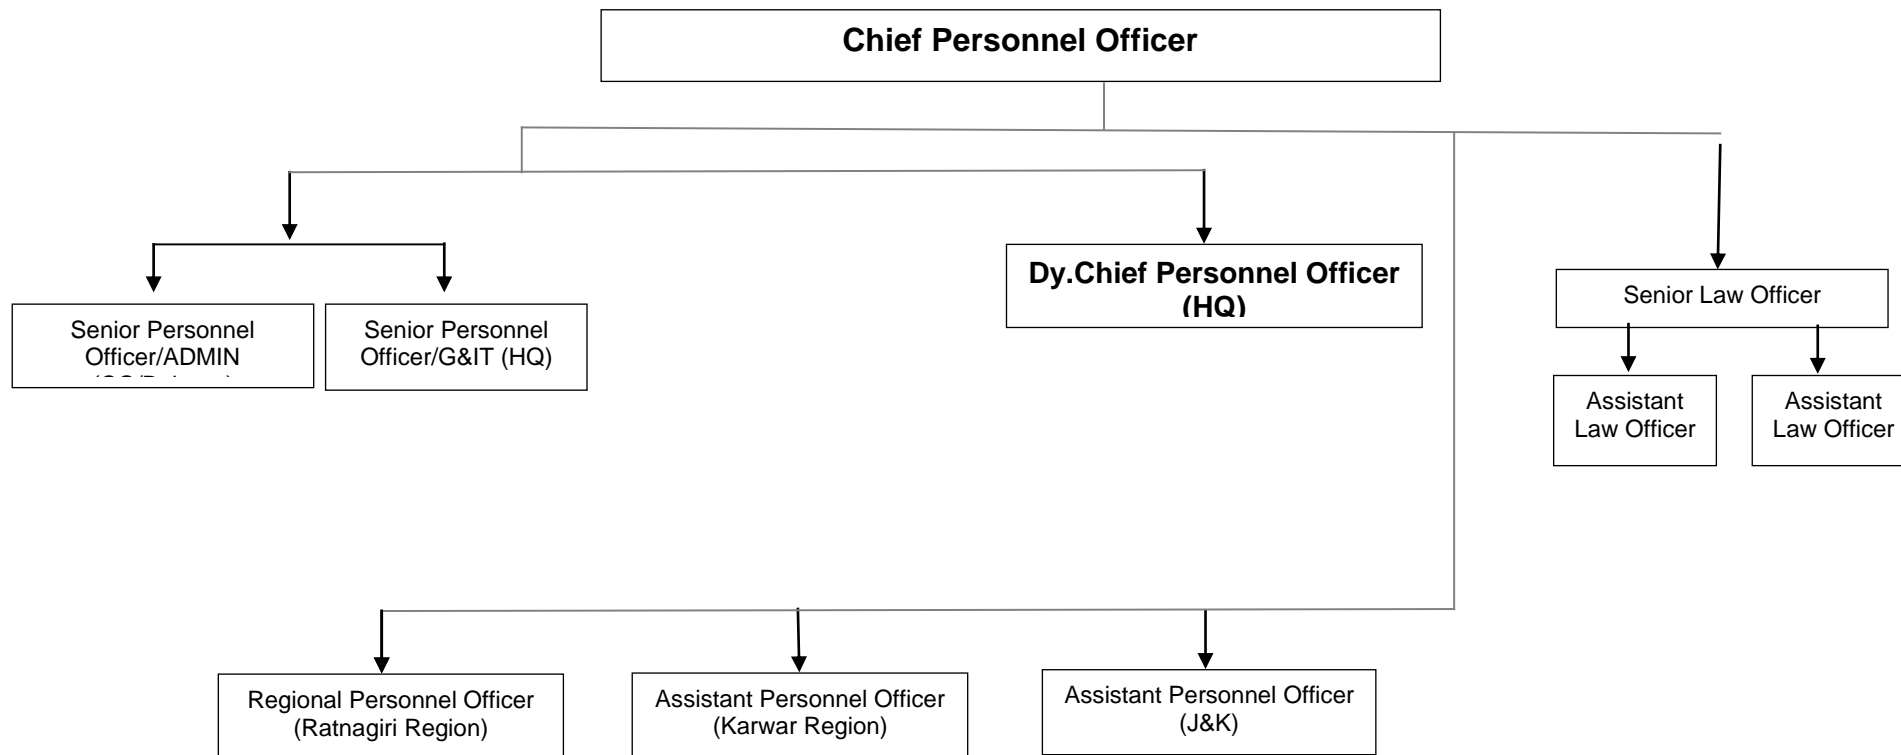 Chief Personnel Officer
Dy.Chief Personnel Officer
(HQ)
Senior Law Officer
Senior Personnel
Officer/ADMIN
Senior Personnel
Officer/G&IT (HQ)
Assistant
Law Officer
Assistant
Law Officer
Regional Personnel Officer
(Ratnagiri Region)
Assistant Personnel Officer
(Karwar Region)
Assistant Personnel Officer
(J&K)